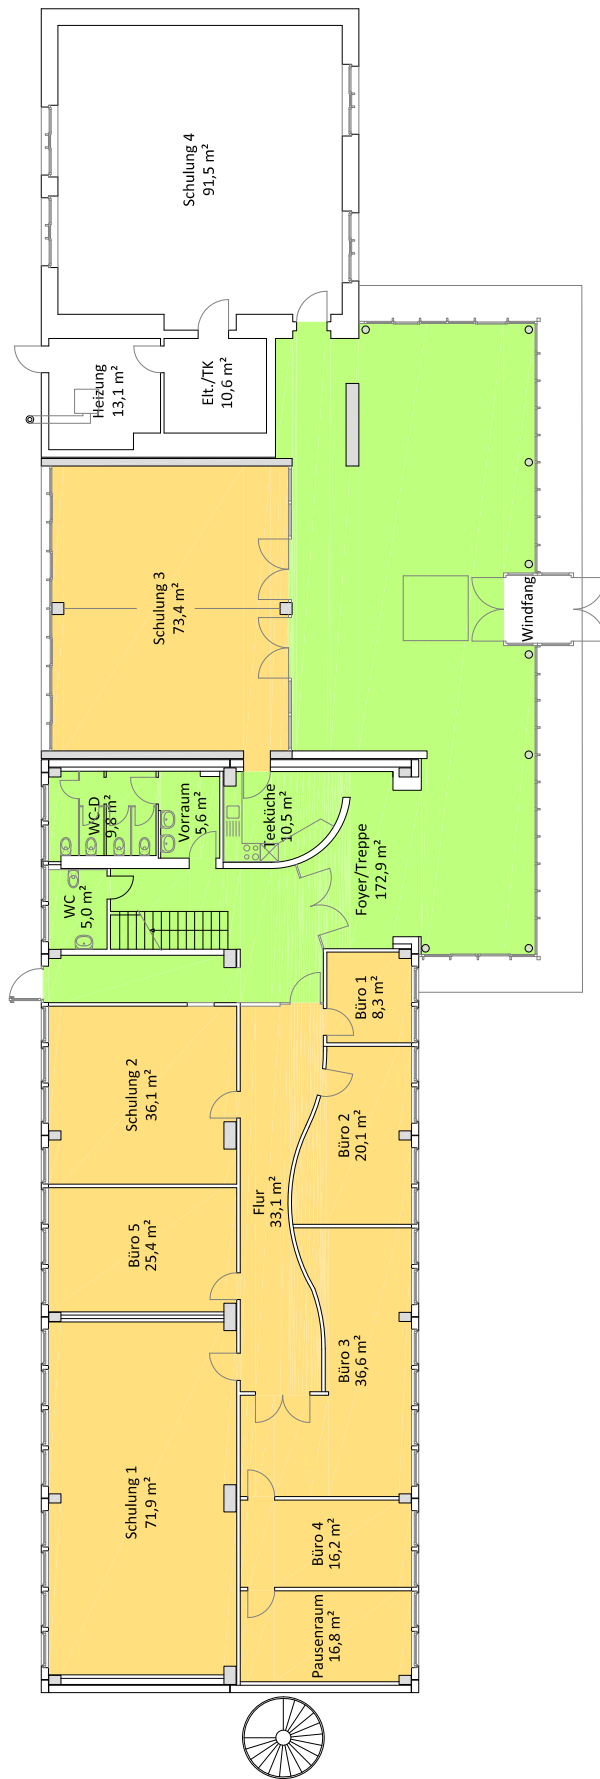 Schulung 4
91,5 m²
Heizung
13,1 m²
Elt./TK
10,6 m²
Schulung 3
73,4 m²
Windfang
WC-D
9,8 m²
Vorraum
5,6 m²
Teeküche
10,5 m²
WC
5,0 m²
Foyer/Treppe
172,9 m²
Büro 1
8,3 m²
Schulung 2
36,1 m²
Büro 2
20,1 m²
Flur
33,1 m²
Büro 5
25,4 m²
Büro 3
36,6 m²
Schulung 1
71,9 m²
Büro 4
16,2 m²
Pausenraum
16,8 m²